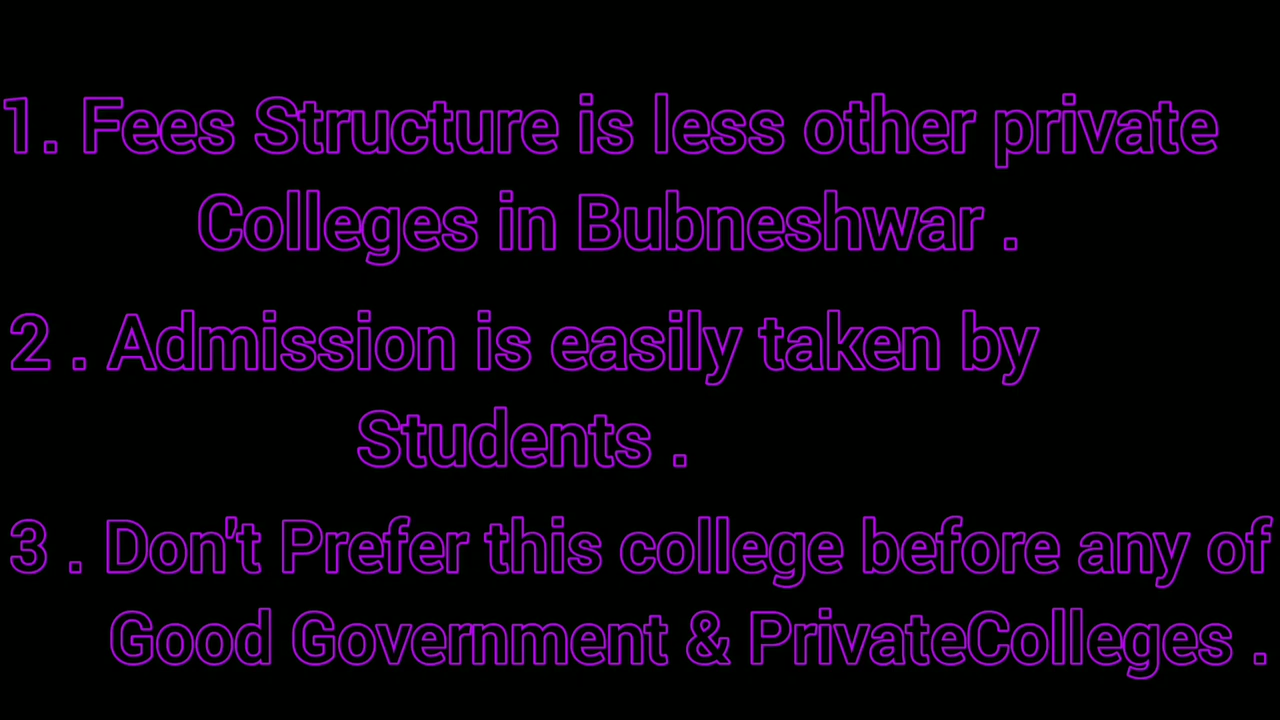 1. Fees Structure is less other private
Colleges in Bubneshwar .
2 . Admission is easily taken by
Students .
3 . Don't Prefer this college before any of
Good Government & PrivateColleges .